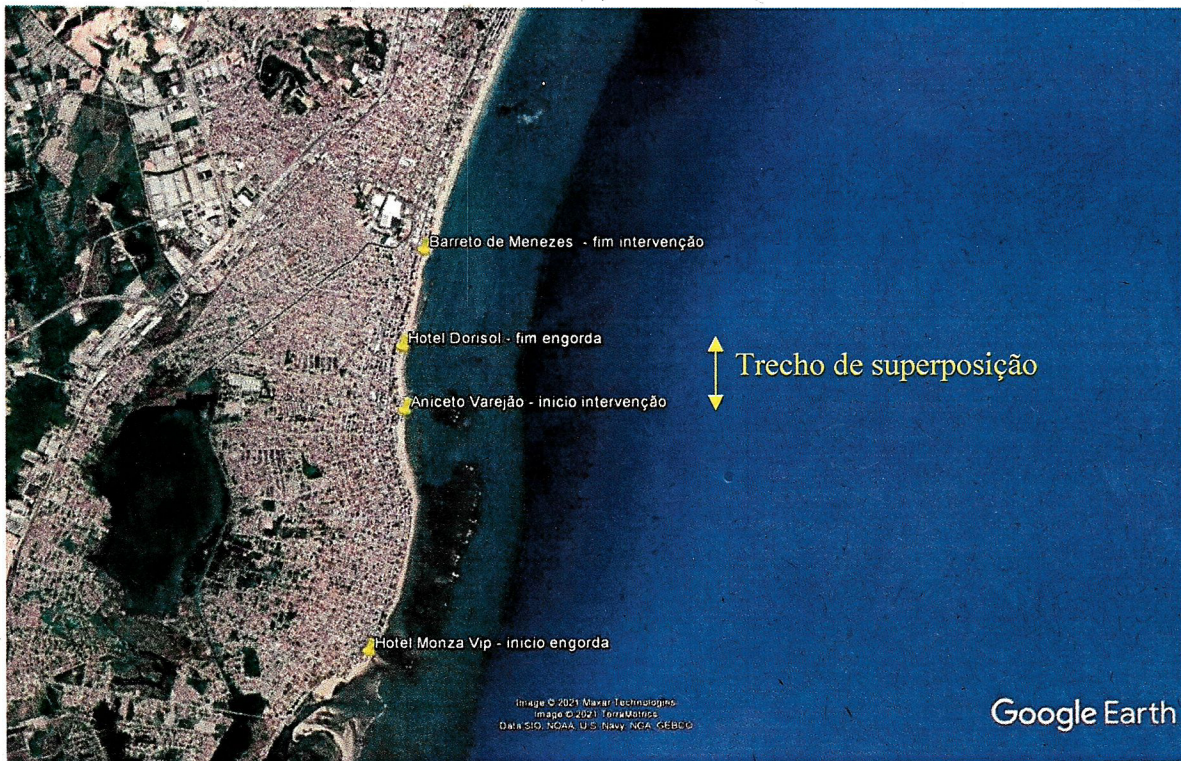 Barreto de Menezes - fim intervenção
Hotel Dorisol - fim engorda
Trecho de superposição
Aniceto Varejão - inicio intervenção
Hotel Monza Vip - inicio engorda
Image © 2021 Maxar Technologies
Image © 2021 TerraMetrics
Data SIO, NOAA, U.S. Navy, NGA, GEBCO
Google Earth